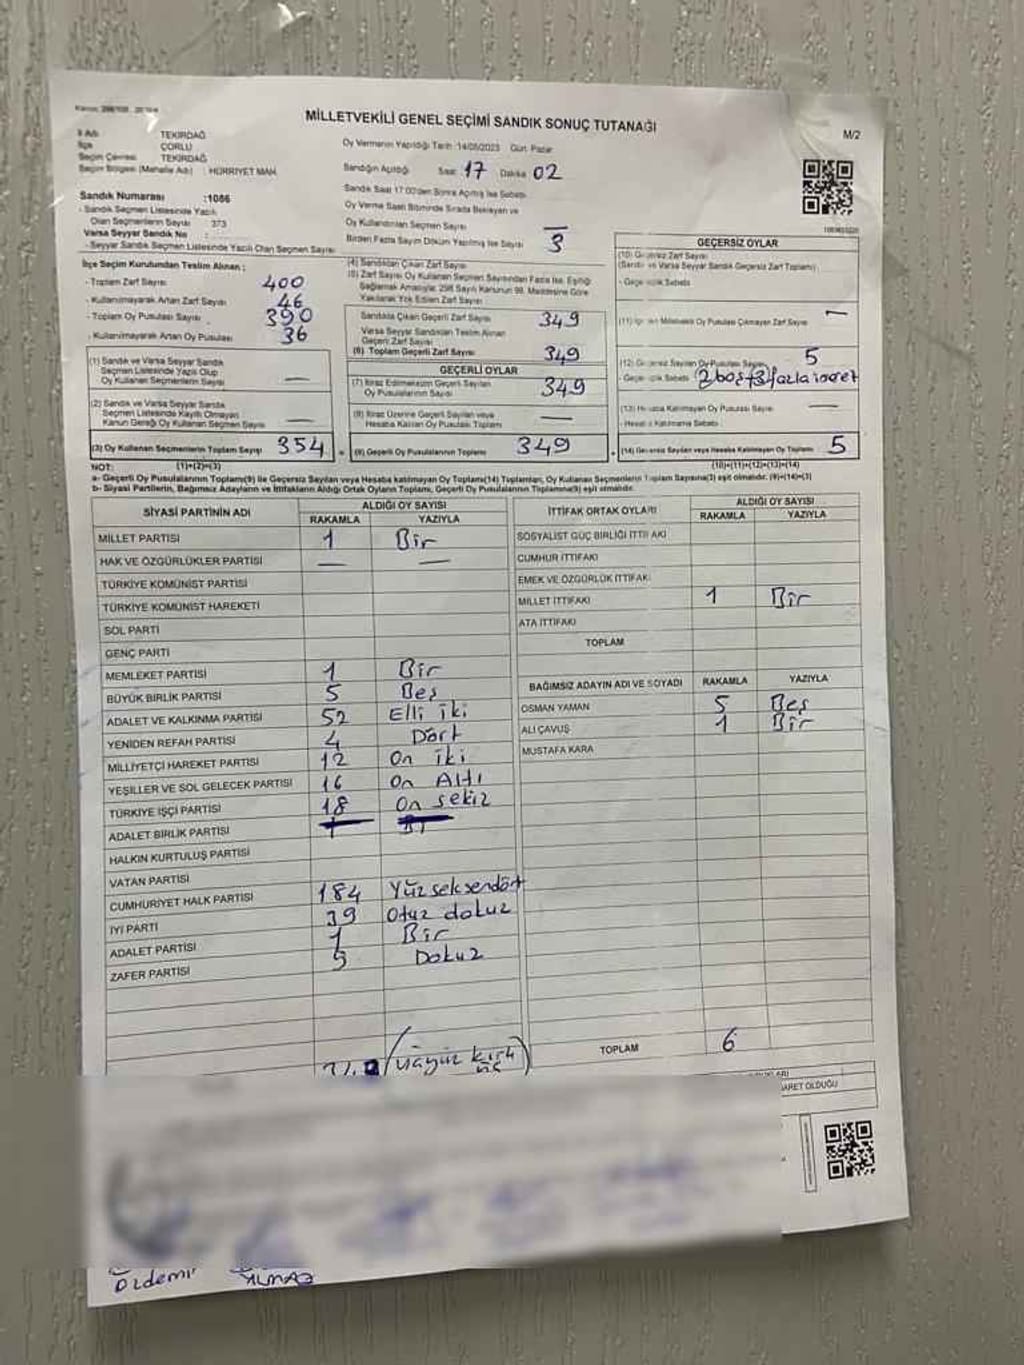 MİLLETVEKİLİ GENEL SEÇİMİ SANDIK SONUÇ TUTANAĞI
M/2
İl Adı TEKİRDAĞ
İlçe ÇORLU
Seçim Çevresi TEKİRDAĞ
Seçim Bölgesi (Mahalle Adı) : HÜRRİYET MAH.
Oy Vermenin Yapıldığı Tarih :14/05/2023 Gün: Pazar
Sandığın Açıldığı Saat 17 Dakika 02
Sandık Saat 17:00'den Sonra Açılmış İse Sebebi
Oy Verme Saati Bitiminde Sırada Bekleyen ve
Oy Kullandırılan Seçmen Sayısı —
Birden Fazla Sayım Döküm Yapılmış İse Sayısı 3
Sandık Numarası :1086
- Sandık Seçmen Listesinde Yazılı
Olan Seçmenlerin Sayısı 373
Varsa Seyyar Sandık No :
- Seyyar Sandık Seçmen Listesinde Yazılı Olan Seçmen Sayısı
İlçe Seçim Kurulundan Teslim Alınan ;
- Toplam Zarf Sayısı 400
- Kullanılmayarak Artan Zarf Sayısı 46
- Toplam Oy Pusulası Sayısı 390
- Kullanılmayarak Artan Oy Pusulası 36
(1) Sandık ve Varsa Seyyar Sandık
Seçmen Listesinde Yazılı Olup
Oy Kullanan Seçmenlerin Sayısı —
(2) Sandık ve Varsa Seyyar Sandık
Seçmen Listesinde Kayıtlı Olmayan
Kanun Gereği Oy Kullanan Seçmen Sayısı —
(3) Oy Kullanan Seçmenlerin Toplam Sayısı 354
(1)+(2)=(3)
(4) Sandıktan Çıkan Zarf Sayısı
(5) Zarf Sayısı Oy Kullanan Seçmen Sayısından Fazla İse, Eşitliği
Sağlamak Amacıyla; 298 Sayılı Kanunun 98. Maddesine Göre
Yakılarak Yok Edilen Zarf Sayısı
Sandıkta Çıkan Geçerli Zarf Sayısı 349
Varsa Seyyar Sandıktan Teslim Alınan
Geçerli Zarf Sayısı
(6) Toplam Geçerli Zarf Sayısı 349
GEÇERLİ OYLAR
(7) İtiraz Edilmeksizin Geçerli Sayılan
Oy Pusulalarının Sayısı 349
(8) İtiraz Üzerine Geçerli Sayılan veya
Hesaba Katılan Oy Pusulası Toplamı —
(9) Geçerli Oy Pusulalarının Toplamı 349
GEÇERSİZ OYLAR
(10) Geçersiz Zarf Sayısı
(Sandık ve Varsa Seyyar Sandık Geçersiz Zarf Toplamı)
- Geçersizlik Sebebi
(11) İçinden Milletvekili Oy Pusulası Çıkmayan Zarf Sayısı —
(12) Geçersiz Sayılan Oy Pusulası Sayısı 5
- Geçersizlik Sebebi 2 boş+3 fazla işaret
(13) Hesaba Katılmayan Oy Pusulası Sayısı —
- Hesaba Katılmama Sebebi
(14) Geçersiz Sayılan veya Hesaba Katılmayan Oy Toplamı 5
(10)+(11)+(12)+(13)=(14)
NOT:
a- Geçerli Oy Pusulalarının Toplamı(9) ile Geçersiz Sayılan veya Hesaba katılmayan Oy Toplamı(14) Toplamları, Oy Kullanan Seçmenlerin Toplam Sayısına(3) eşit olmalıdır. (9)+(14)=(3)
b- Siyasi Partilerin, Bağımsız Adayların ve İttifakların Aldığı Ortak Oyların Toplamı, Geçerli Oy Pusulalarının Toplamına(9) eşit olmalıdır.
SİYASİ PARTİNİN ADI ALDIĞI OY SAYISI
RAKAMLA YAZIYLA
MİLLET PARTİSİ 1 Bir
HAK VE ÖZGÜRLÜKLER PARTİSİ — —
TÜRKİYE KOMÜNİST PARTİSİ
TÜRKİYE KOMÜNİST HAREKETİ
SOL PARTİ
GENÇ PARTİ
MEMLEKET PARTİSİ 1 Bir
BÜYÜK BİRLİK PARTİSİ 5 Beş
ADALET VE KALKINMA PARTİSİ 52 Elli iki
YENİDEN REFAH PARTİSİ 4 Dört
MİLLİYETÇİ HAREKET PARTİSİ 12 On iki
YEŞİLLER VE SOL GELECEK PARTİSİ 16 On Altı
TÜRKİYE İŞÇİ PARTİSİ 18 On sekiz
ADALET BİRLİK PARTİSİ
HALKIN KURTULUŞ PARTİSİ
VATAN PARTİSİ
CUMHURİYET HALK PARTİSİ 184 Yüz seksendört
İYİ PARTİ 39 Otuz dokuz
ADALET PARTİSİ 1 Bir
ZAFER PARTİSİ 9 Dokuz
İTTİFAK ORTAK OYLARI ALDIĞI OY SAYISI
RAKAMLA YAZIYLA
SOSYALİST GÜÇ BİRLİĞİ İTTİFAKI
CUMHUR İTTİFAKI
EMEK VE ÖZGÜRLÜK İTTİFAKI
MİLLET İTTİFAKI 1 Bir
ATA İTTİFAKI
TOPLAM
BAĞIMSIZ ADAYIN ADI VE SOYADI RAKAMLA YAZIYLA
OSMAN YAMAN 5 Beş
ALİ ÇAVUŞ 1 Bir
MUSTAFA KARA
TOPLAM 6
ARET OLDUĞU
Özdemir
YILMAZ